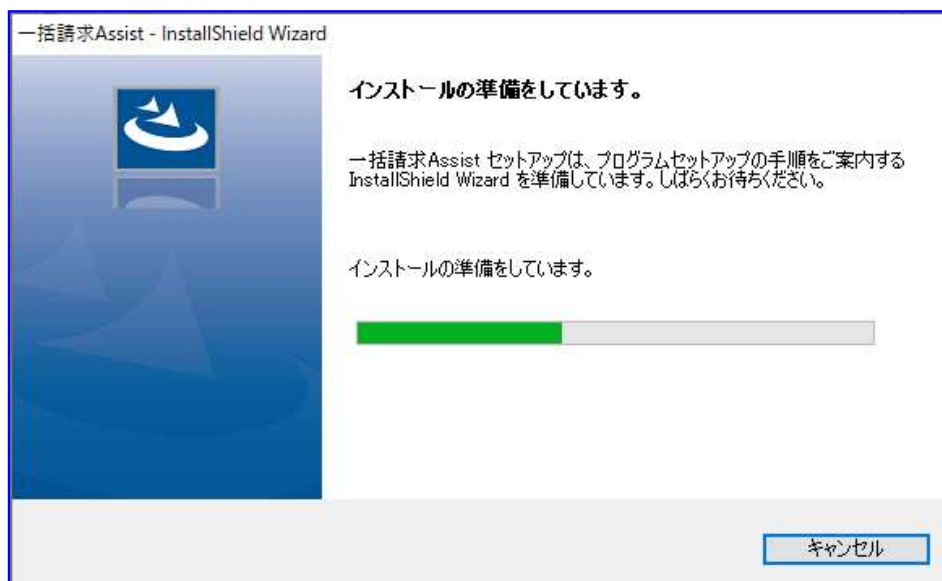 一括請求Assist - InstallShield Wizard
インストールの準備をしています。
一括請求Assist セットアップは、プログラムセットアップの手順をご案内する
InstallShield Wizard を準備しています。しばらくお待ちください。
インストールの準備をしています。
キャンセル